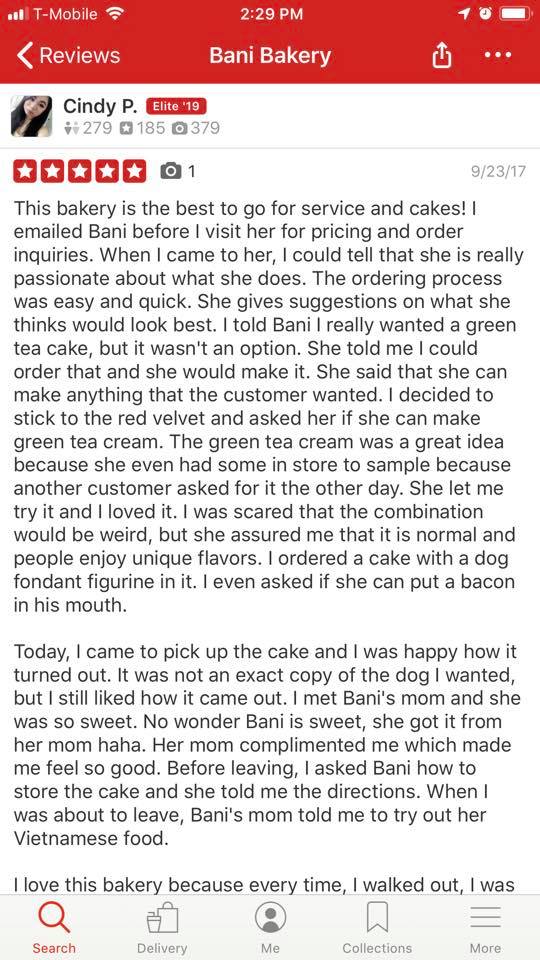 T-Mobile 2:29 PM
Reviews Bani Bakery
Cindy P. Elite '19
279 185 379
1 9/23/17
This bakery is the best to go for service and cakes! I
emailed Bani before I visit her for pricing and order
inquiries. When I came to her, I could tell that she is really
passionate about what she does. The ordering process
was easy and quick. She gives suggestions on what she
thinks would look best. I told Bani I really wanted a green
tea cake, but it wasn't an option. She told me I could
order that and she would make it. She said that she can
make anything that the customer wanted. I decided to
stick to the red velvet and asked her if she can make
green tea cream. The green tea cream was a great idea
because she even had some in store to sample because
another customer asked for it the other day. She let me
try it and I loved it. I was scared that the combination
would be weird, but she assured me that it is normal and
people enjoy unique flavors. I ordered a cake with a dog
fondant figurine in it. I even asked if she can put a bacon
in his mouth.
Today, I came to pick up the cake and I was happy how it
turned out. It was not an exact copy of the dog I wanted,
but I still liked how it came out. I met Bani's mom and she
was so sweet. No wonder Bani is sweet, she got it from
her mom haha. Her mom complimented me which made
me feel so good. Before leaving, I asked Bani how to
store the cake and she told me the directions. When I
was about to leave, Bani's mom told me to try out her
Vietnamese food.
I love this bakery because every time, I walked out, I was
Search Delivery Me Collections More